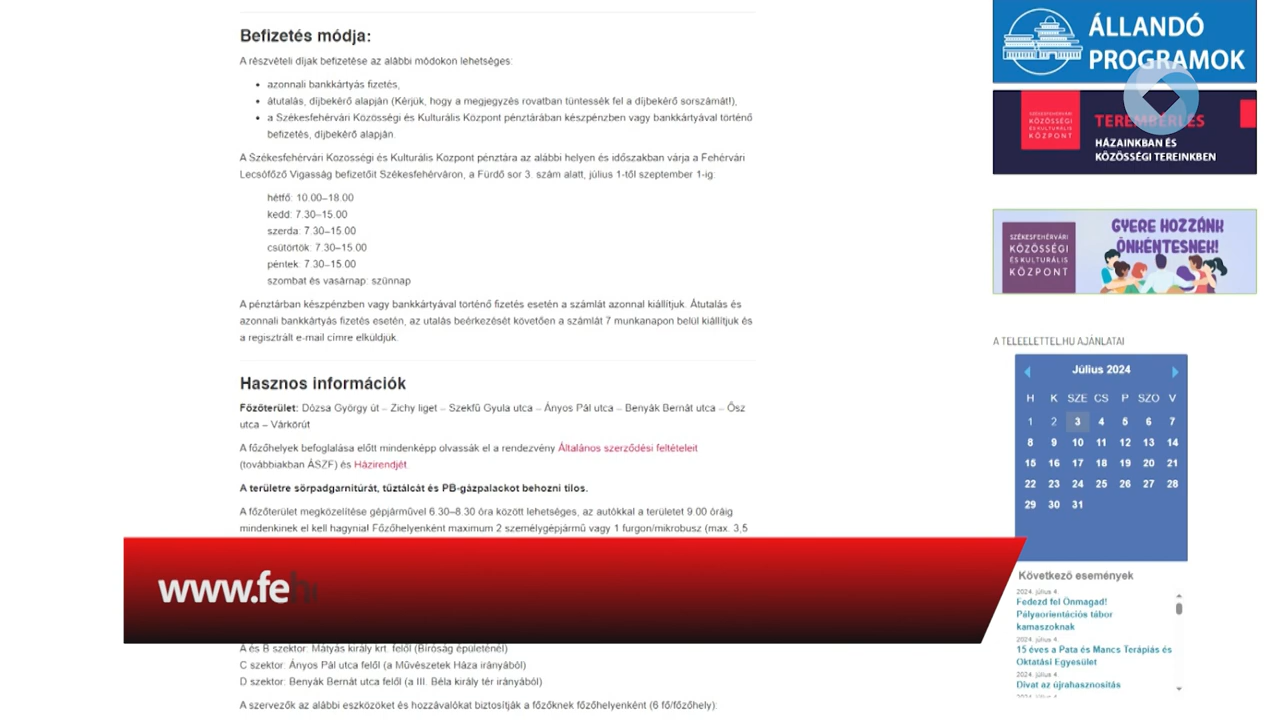 Befizetés módja:
A részvételi díjak befizetése az alábbi módokon lehetséges:
azonnali bankkártyás fizetés,
átutalás, díjbekérő alapján (Kérjük, hogy a megjegyzés rovatban tüntessék fel a díjbekérő sorszámát!),
a Székesfehérvári Közösségi és Kulturális Központ pénztárában készpénzben vagy bankkártyával történő
befizetés, díjbekérő alapján.
A Székesfehérvári Közösségi és Kulturális Központ pénztára az alábbi helyen és időszakban várja a Fehérvári
Lecsófőző Vigasság befizetőit Székesfehérváron, a Fürdő sor 3. szám alatt, július 1-től szeptember 1-ig:
hétfő: 10.00–18.00
kedd: 7.30–15.00
szerda: 7.30–15.00
csütörtök: 7.30–15.00
péntek: 7.30–15.00
szombat és vasárnap: szünnap
A pénztárban készpénzben vagy bankkártyával történő fizetés esetén a számlát azonnal kiállítjuk. Átutalás és
azonnali bankkártyás fizetés esetén, az utalás beérkezését követően a számlát 7 munkanapon belül kiállítjuk és
a regisztrált e-mail címre elküldjük.
Hasznos információk
Főzőterület: Dózsa György út – Zichy liget – Szekfű Gyula utca – Ányos Pál utca – Benyák Bernát utca – Ősz
utca – Várkörút
A főzőhelyek befoglalása előtt mindenképp olvassák el a rendezvény Általános szerződési feltételeit
(továbbiakban ÁSZF) és Házirendjét.
A területre sörpadgarnitúrát, tűztálcát és PB-gázpalackot behozni tilos.
A főzőterület megközelítése gépjárművel 6.30–8.30 óra között lehetséges, az autókkal a területet 9.00 óráig
mindenkinek el kell hagynia! Főzőhelyenként maximum 2 személygépjármű vagy 1 furgon/mikrobusz (max. 3,5
www.feh
A és B szektor: Mátyás király krt. felől (Bíróság épületénél)
C szektor: Ányos Pál utca felől (a Művészetek Háza irányából)
D szektor: Benyák Bernát utca felől (a III. Béla király tér irányából)
A szervezők az alábbi eszközöket és hozzávalókat biztosítják a főzőknek főzőhelyenként (6 fő/főzőhely):
ÁLLANDÓ
PROGRAMOK
SZÉKESFEHÉRVÁRI
KÖZÖSSÉGI
ÉS KULTURÁLIS
KÖZPONT
TEREMBÉRLÉS
HÁZAINKBAN ÉS
KÖZÖSSÉGI TEREINKBEN
SZÉKESFEHÉRVÁRI
KÖZÖSSÉGI
ÉS KULTURÁLIS
KÖZPONT
GYERE HOZZÁNK
ÖNKÉNTESNEK!
A TELEELETTEL.HU AJÁNLATAI
Július 2024
H K SZE CS P SZO V
1 2 3 4 5 6 7
8 9 10 11 12 13 14
15 16 17 18 19 20 21
22 23 24 25 26 27 28
29 30 31
Következő események
2024. július 4.
Fedezd fel Önmagad!
Pályaorientációs tábor
kamaszoknak
2024. július 4.
15 éves a Pata és Mancs Terápiás és
Oktatási Egyesület
2024. július 4.
Divat az újrahasznosítás
2024. július 4.